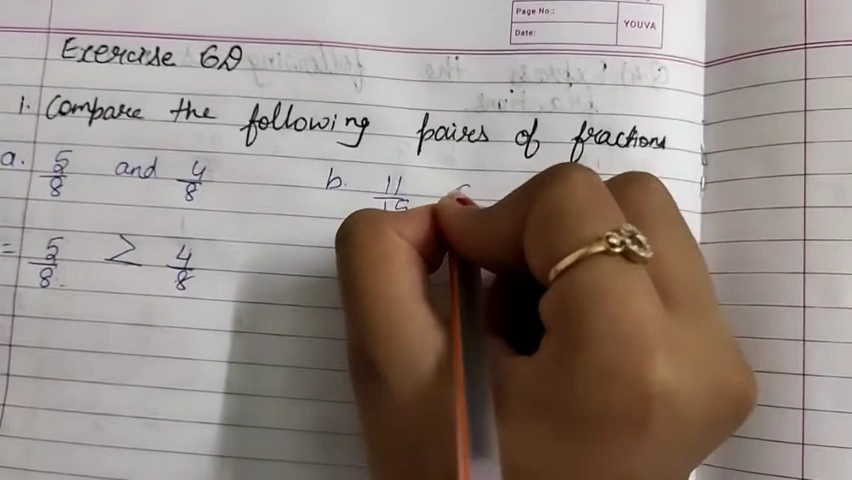 Page No.:
Date:
YOUVA
Exercise 6D
1. Compare the following pairs of fractions
a. 5/8 and 4/8 b. 11/15
= 5/8 > 4/8